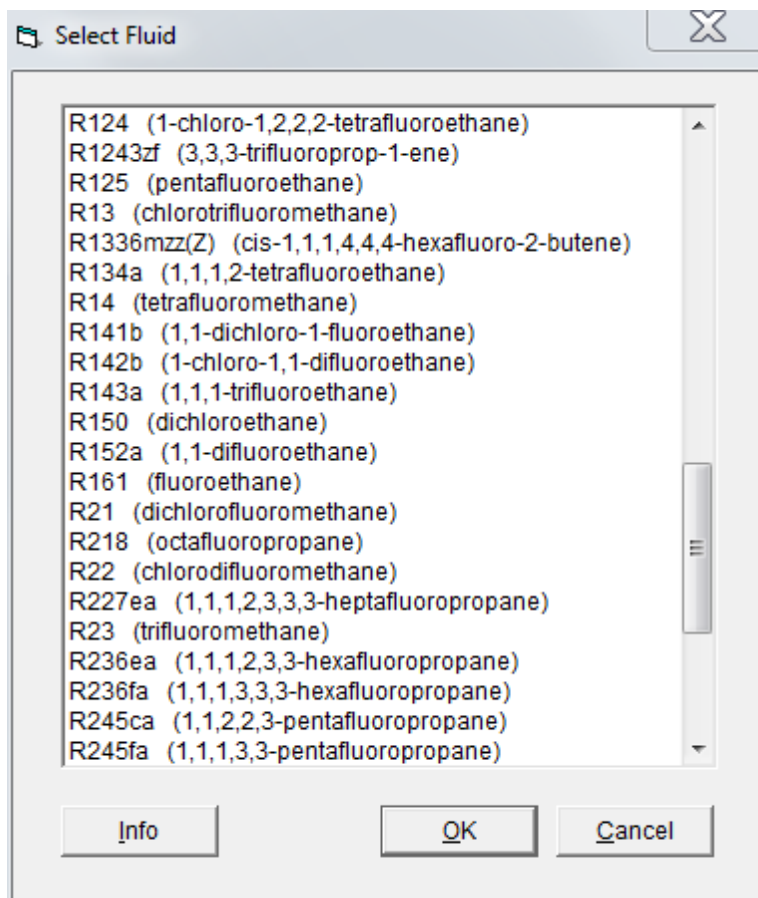 Select Fluid
R124 (1-chloro-1,2,2,2-tetrafluoroethane)
R1243zf (3,3,3-trifluoroprop-1-ene)
R125 (pentafluoroethane)
R13 (chlorotrifluoromethane)
R1336mzz(Z) (cis-1,1,1,4,4,4-hexafluoro-2-butene)
R134a (1,1,1,2-tetrafluoroethane)
R14 (tetrafluoromethane)
R141b (1,1-dichloro-1-fluoroethane)
R142b (1-chloro-1,1-difluoroethane)
R143a (1,1,1-trifluoroethane)
R150 (dichloroethane)
R152a (1,1-difluoroethane)
R161 (fluoroethane)
R21 (dichlorofluoromethane)
R218 (octafluoropropane)
R22 (chlorodifluoromethane)
R227ea (1,1,1,2,3,3,3-heptafluoropropane)
R23 (trifluoromethane)
R236ea (1,1,1,2,3,3-hexafluoropropane)
R236fa (1,1,1,3,3,3-hexafluoropropane)
R245ca (1,1,2,2,3-pentafluoropropane)
R245fa (1,1,1,3,3-pentafluoropropane)
Info OK Cancel